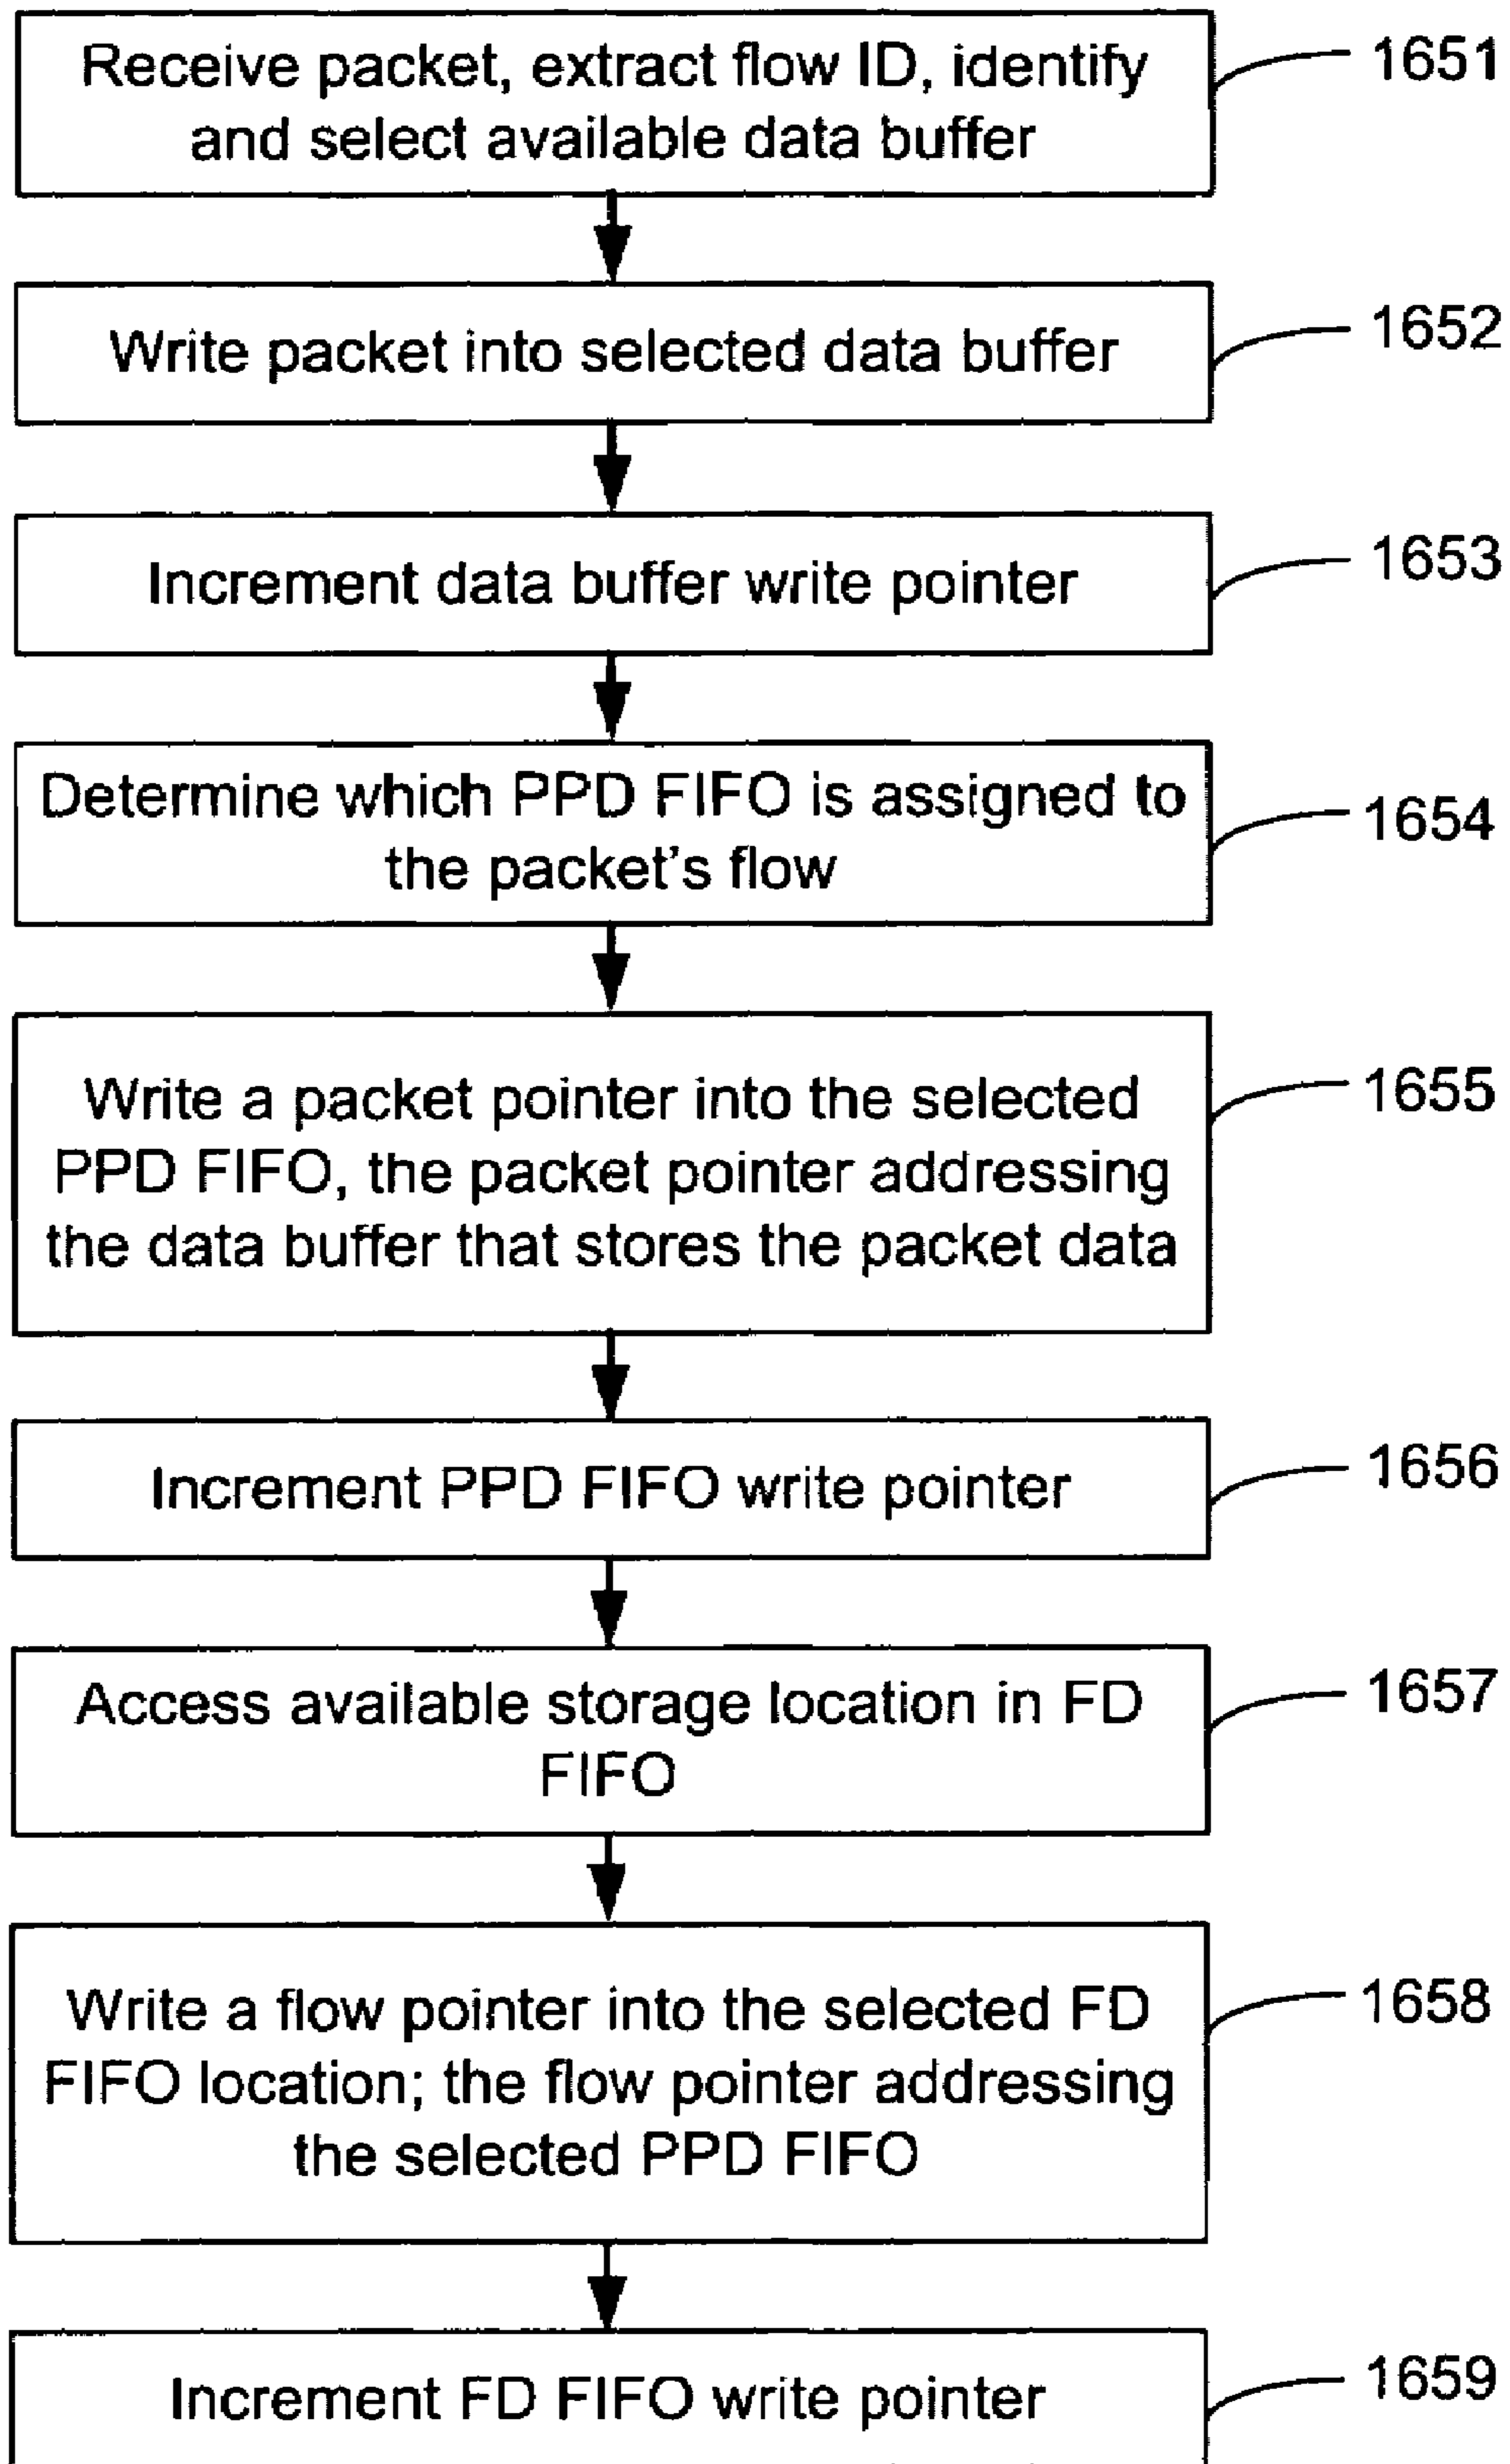 Receive packet, extract flow ID, identify
and select available data buffer
1651
Write packet into selected data buffer
1652
Increment data buffer write pointer
1653
Determine which PPD FIFO is assigned to
the packet's flow
1654
Write a packet pointer into the selected
PPD FIFO, the packet pointer addressing
the data buffer that stores the packet data
1655
Increment PPD FIFO write pointer
1656
Access available storage location in FD
FIFO
1657
Write a flow pointer into the selected FD
FIFO location; the flow pointer addressing
the selected PPD FIFO
1658
Increment FD FIFO write pointer
1659